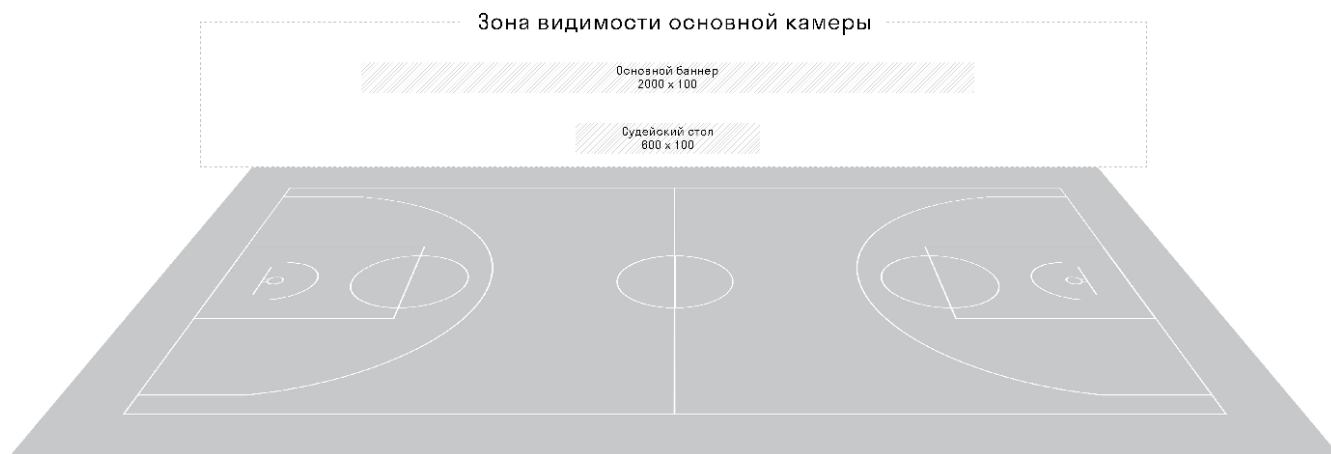 Зона видимости основной камеры
Основной баннер
2000 x 100
Судейский стол
600 x 100